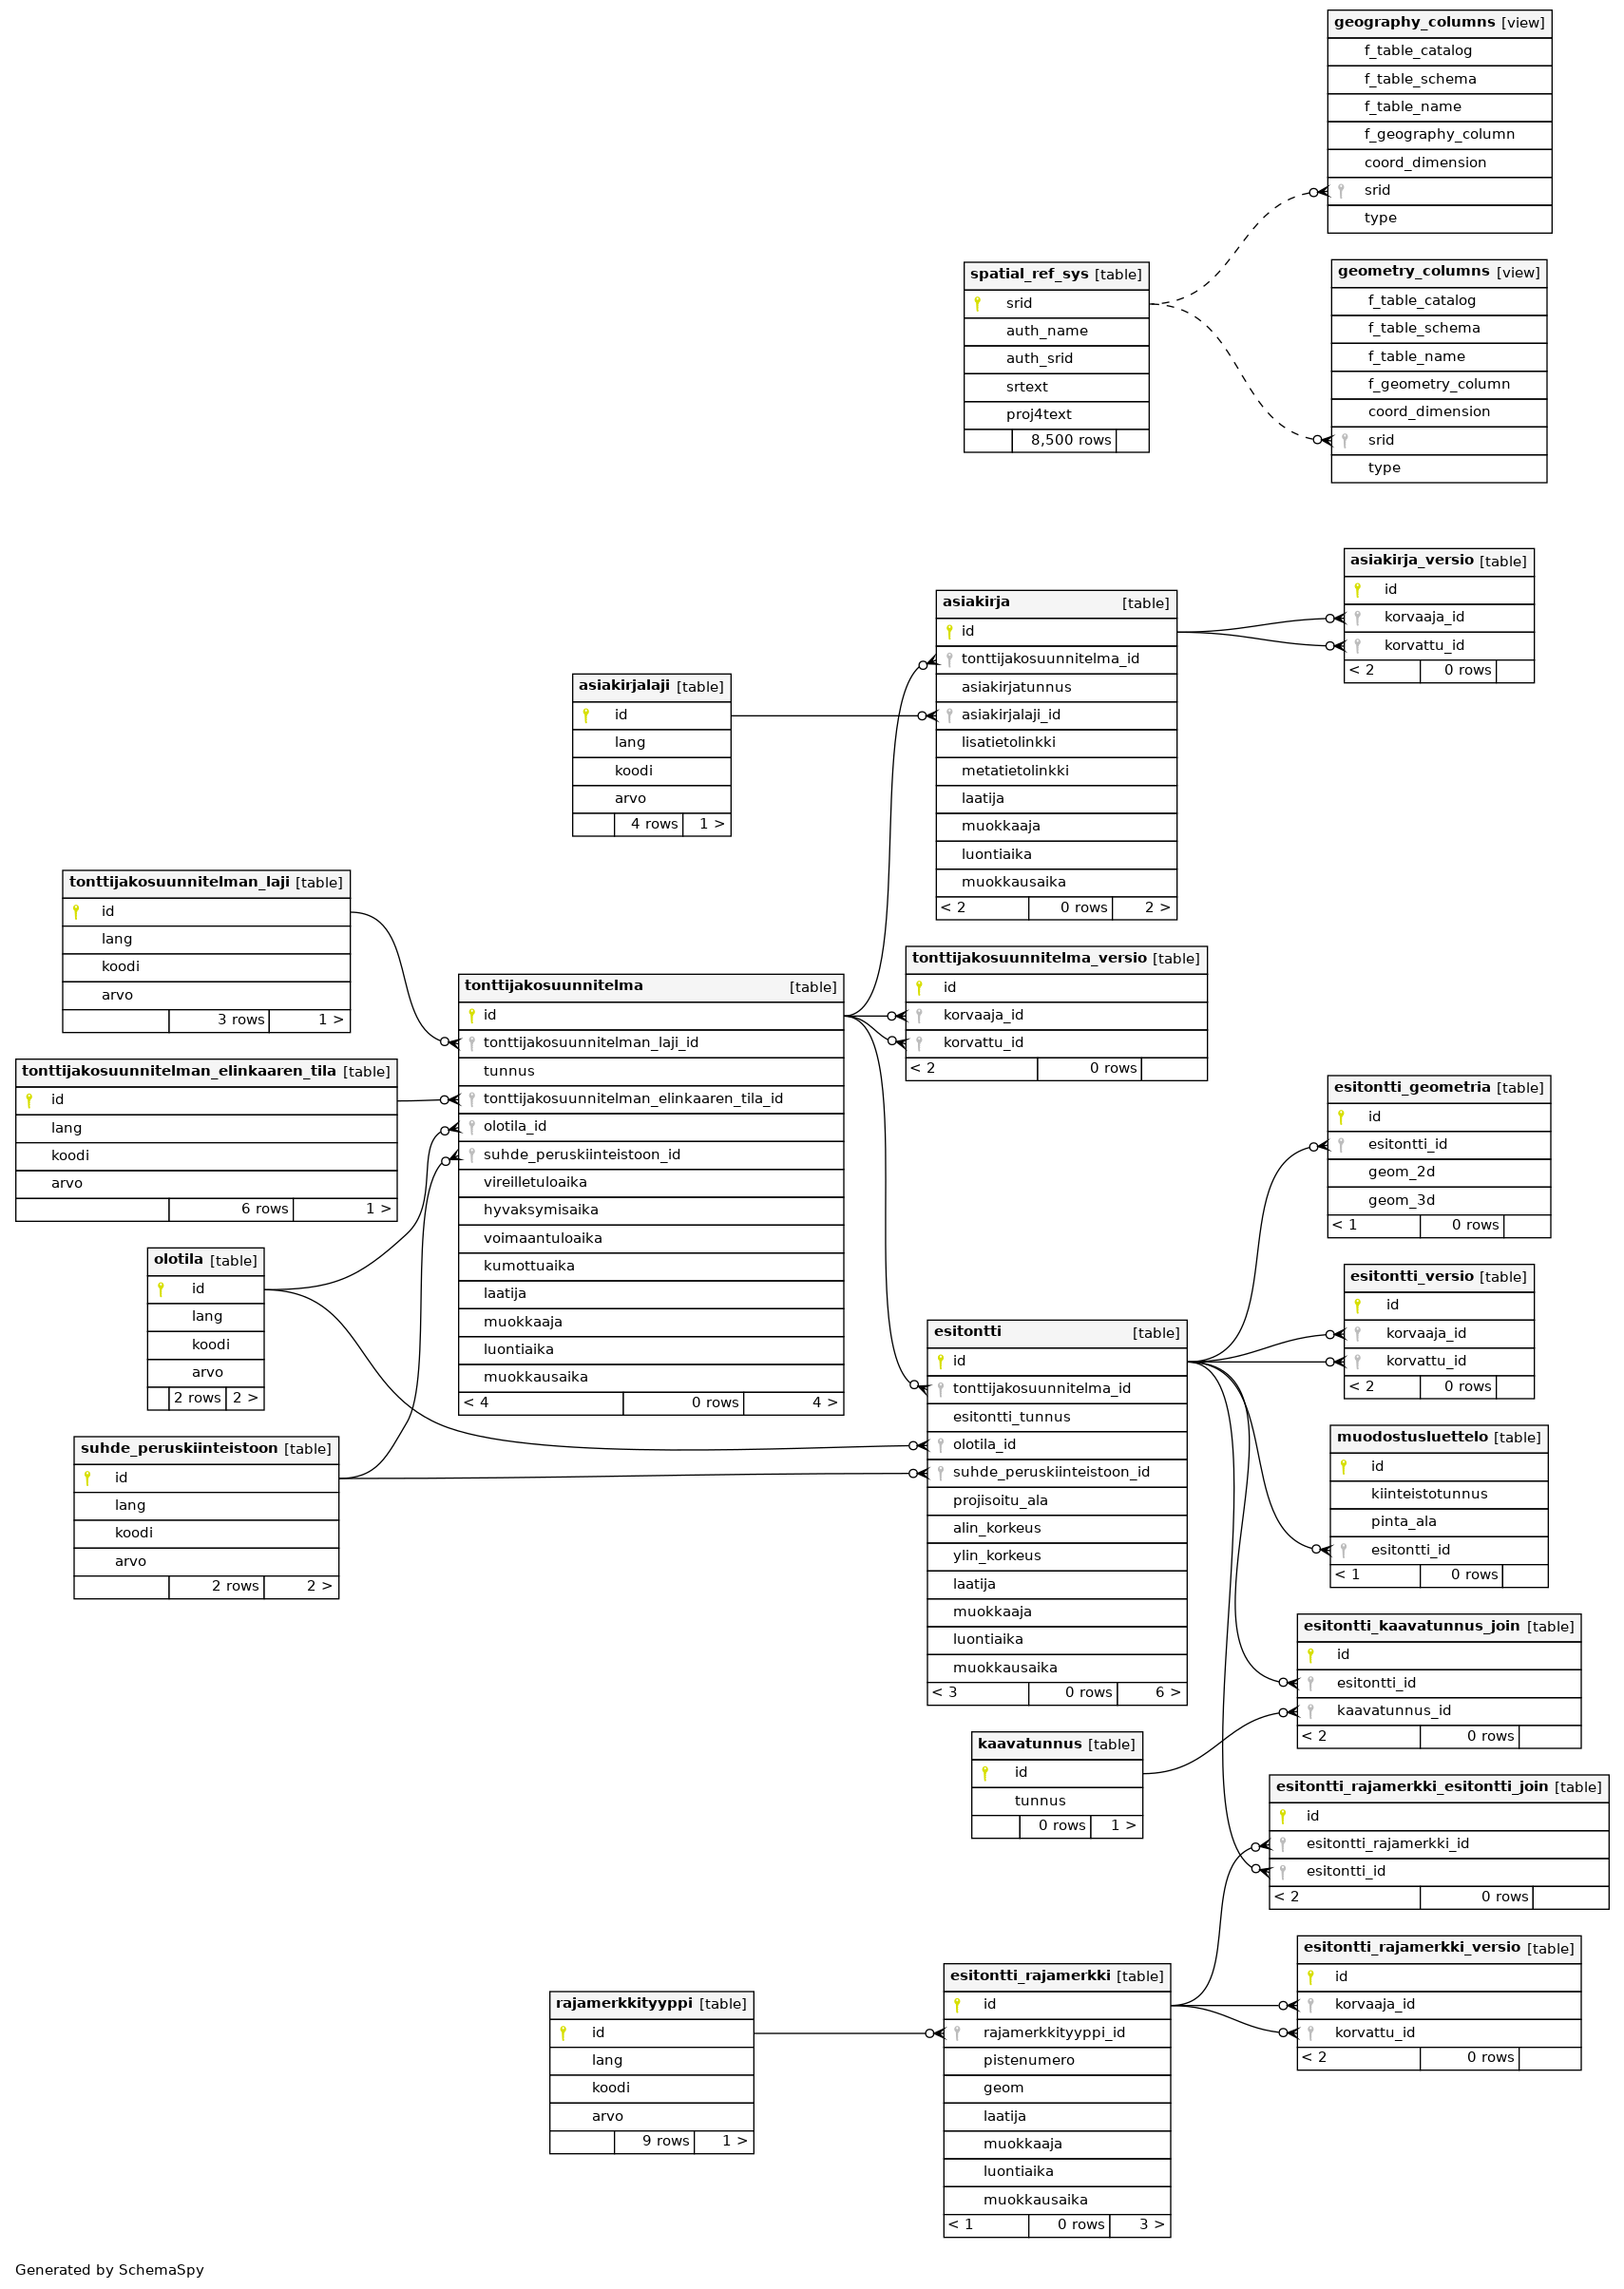 geography_columns [view]
f_table_catalog
f_table_schema
f_table_name
f_geography_column
coord_dimension
srid
type
spatial_ref_sys [table]
srid
auth_name
auth_srid
srtext
proj4text
8,500 rows
geometry_columns [view]
f_table_catalog
f_table_schema
f_table_name
f_geometry_column
coord_dimension
srid
type
asiakirja_versio [table]
id
korvaaja_id
korvattu_id
< 2 0 rows
asiakirja [table]
id
tonttijakosuunnitelma_id
asiakirjatunnus
asiakirjalaji_id
lisatietolinkki
metatietolinkki
laatija
muokkaaja
luontiaika
muokkausaika
< 2 0 rows 2 >
asiakirjalaji [table]
id
lang
koodi
arvo
4 rows 1 >
tonttijakosuunnitelman_laji [table]
id
lang
koodi
arvo
3 rows 1 >
tonttijakosuunnitelma_versio [table]
id
korvaaja_id
korvattu_id
< 2 0 rows
tonttijakosuunnitelma [table]
id
tonttijakosuunnitelman_laji_id
tunnus
tonttijakosuunnitelman_elinkaaren_tila_id
olotila_id
suhde_peruskiinteistoon_id
vireilletuloaika
hyvaksymisaika
voimaantuloaika
kumottuaika
laatija
muokkaaja
luontiaika
muokkausaika
< 4 0 rows 4 >
tonttijakosuunnitelman_elinkaaren_tila [table]
id
lang
koodi
arvo
6 rows 1 >
olotila [table]
id
lang
koodi
arvo
2 rows 2 >
suhde_peruskiinteistoon [table]
id
lang
koodi
arvo
2 rows 2 >
esitontti_geometria [table]
id
esitontti_id
geom_2d
geom_3d
< 1 0 rows
esitontti_versio [table]
id
korvaaja_id
korvattu_id
< 2 0 rows
esitontti [table]
id
tonttijakosuunnitelma_id
esitontti_tunnus
olotila_id
suhde_peruskiinteistoon_id
projisoitu_ala
alin_korkeus
ylin_korkeus
laatija
muokkaaja
luontiaika
muokkausaika
< 3 0 rows 6 >
muodostusluettelo [table]
id
kiinteistotunnus
pinta_ala
esitontti_id
< 1 0 rows
esitontti_kaavatunnus_join [table]
id
esitontti_id
kaavatunnus_id
< 2 0 rows
kaavatunnus [table]
id
tunnus
0 rows 1 >
esitontti_rajamerkki_esitontti_join [table]
id
esitontti_rajamerkki_id
esitontti_id
< 2 0 rows
esitontti_rajamerkki_versio [table]
id
korvaaja_id
korvattu_id
< 2 0 rows
esitontti_rajamerkki [table]
id
rajamerkkityyppi_id
pistenumero
geom
laatija
muokkaaja
luontiaika
muokkausaika
< 1 0 rows 3 >
rajamerkkityyppi [table]
id
lang
koodi
arvo
9 rows 1 >
Generated by SchemaSpy